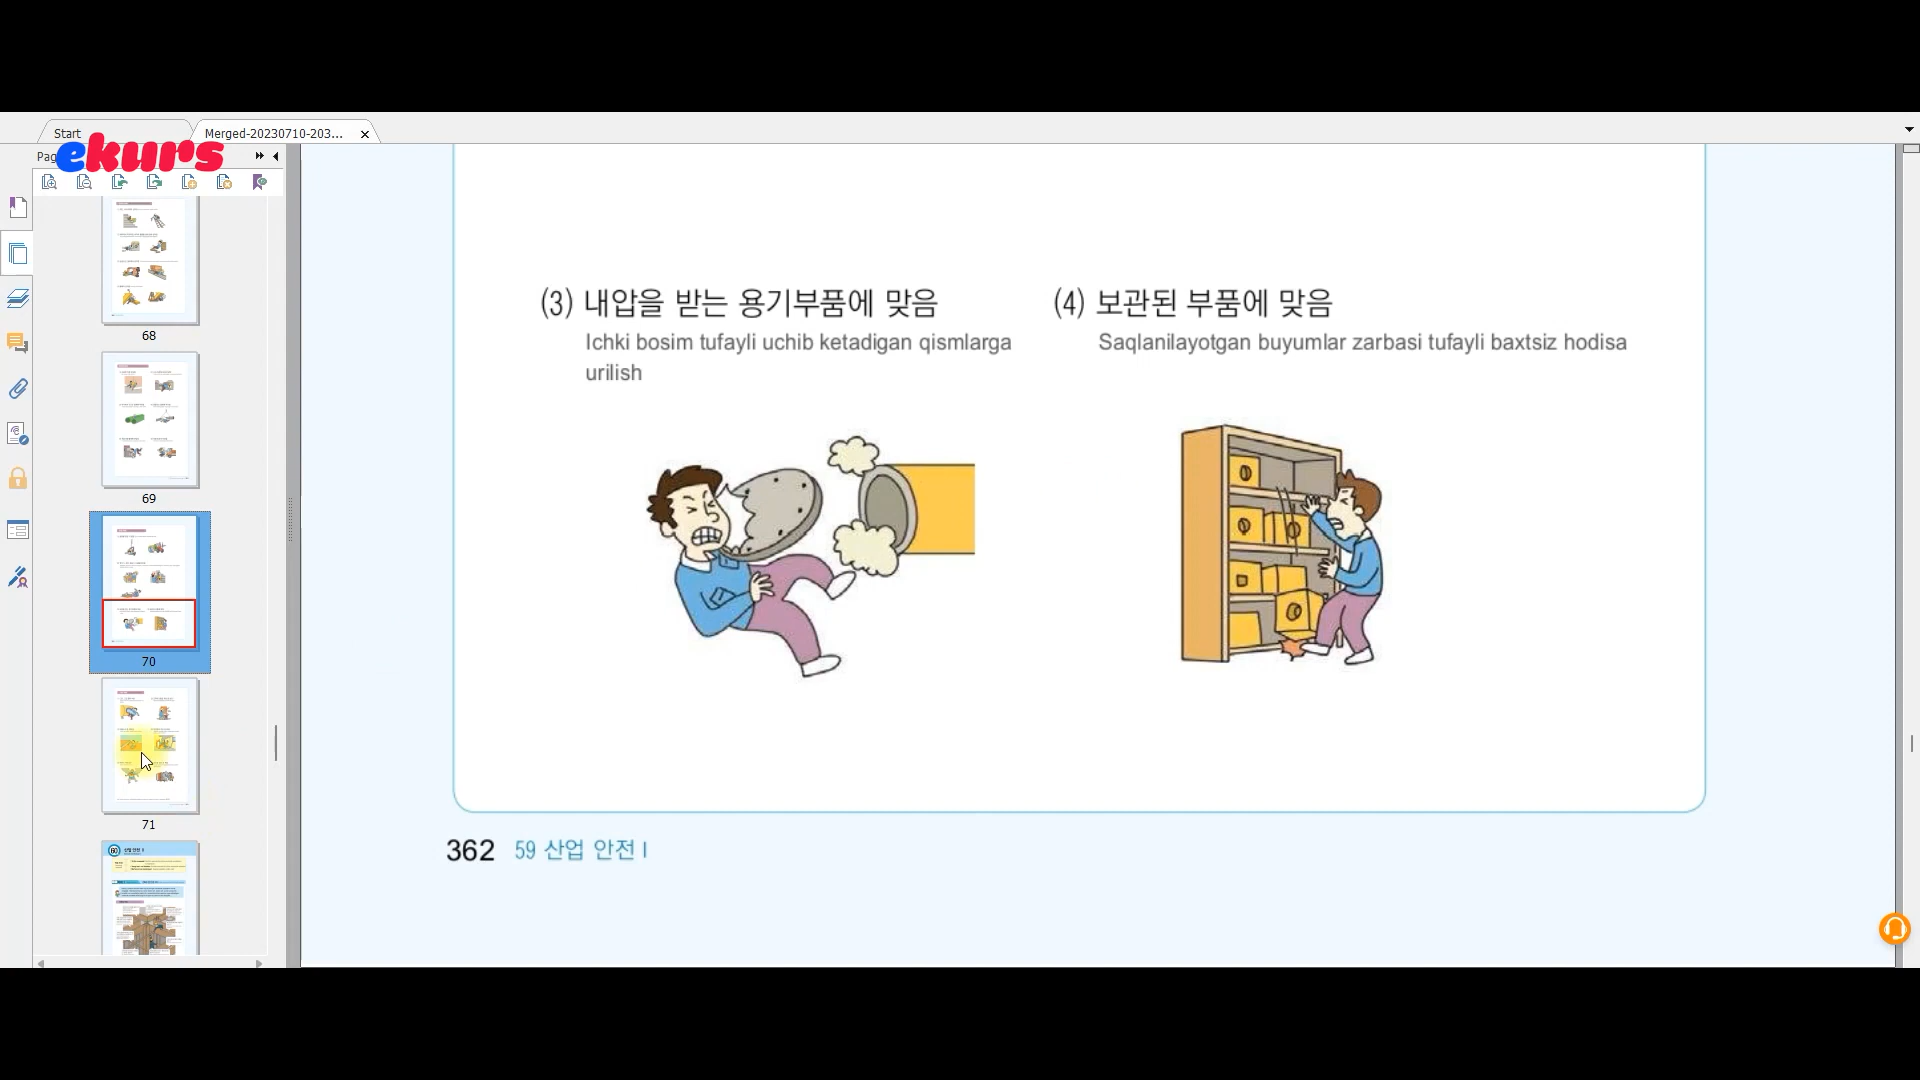 Start
Merged-20230710-203...
Pag
ekurs
68
69
70
71
(3) 내압을 받는 용기부품에 맞음
Ichki bosim tufayli uchib ketadigan qismlarga
urilish
(4) 보관된 부품에 맞음
Saqlanilayotgan buyumlar zarbasi tufayli baxtsiz hodisa
362 59 산업 안전 I